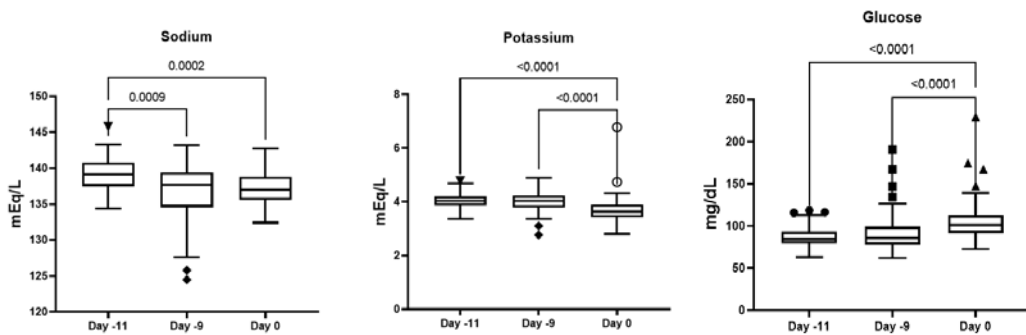 Sodium
0.0002
0.0009
150
145
140
135
130
125
120
mEq/L
Day -11
Day -9
Day 0
Potassium
<0.0001
<0.0001
8
6
4
2
0
mEq/L
Day -11
Day -9
Day 0
Glucose
<0.0001
<0.0001
250
200
150
100
50
0
mg/dL
Day -11
Day -9
Day 0